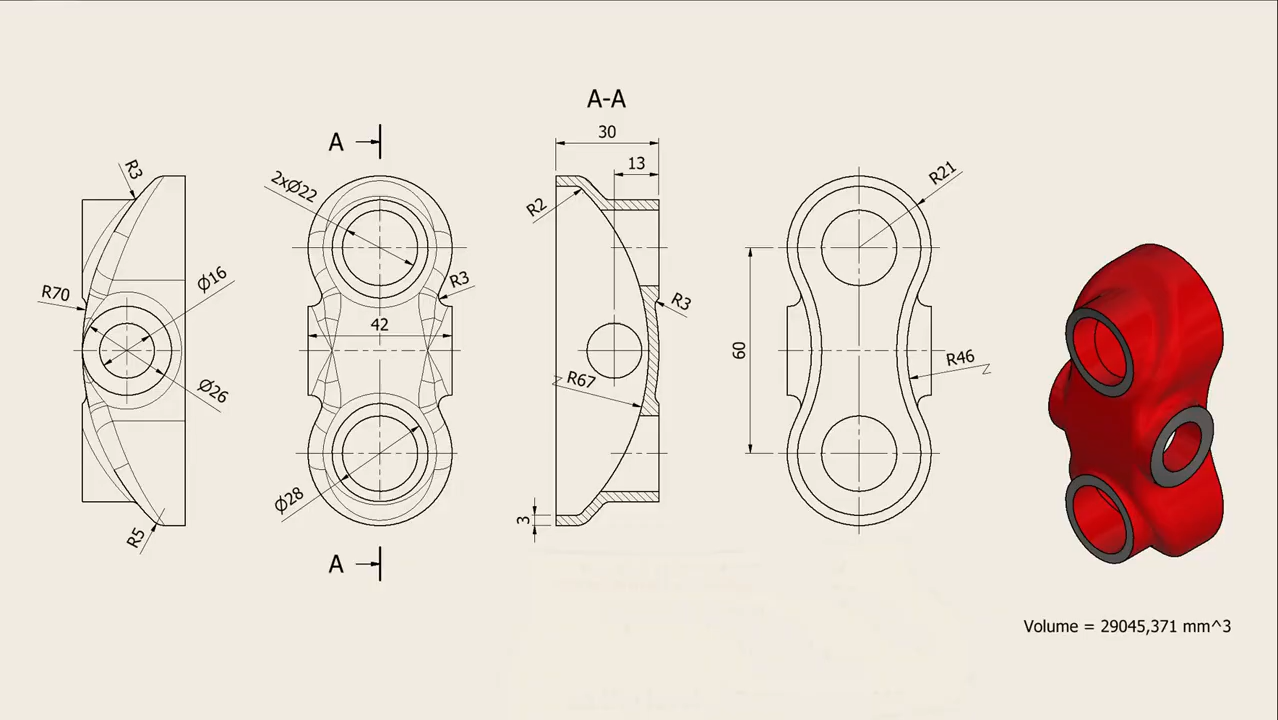 A-A
30
13
A
R3
2xØ22
R2
R21
Ø16
R3
R70
R3
42
60
R46
R67
Ø26
Ø28
3
R5
A
Volume = 29045,371 mm^3